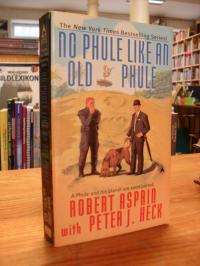 The New York Times Bestselling Series!
NO PHULE LIKE AN
OLD PHULE
A Phule and his planet are soon parted.
ROBERT ASPRIN
with PETER J. HECK
BILDLEXIKON